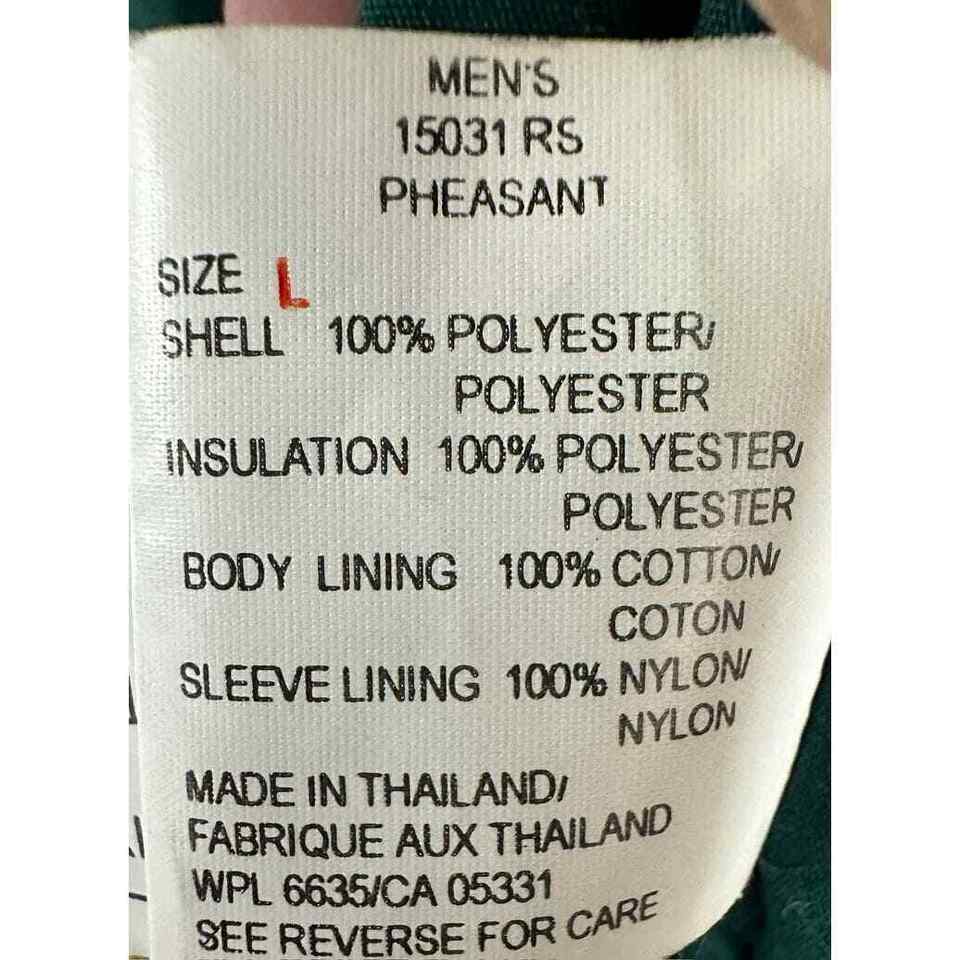 MEN'S
15031 RS
PHEASANT
SIZE L
SHELL 100% POLYESTER/
POLYESTER
INSULATION 100% POLYESTER/
POLYESTER
BODY LINING 100% COTTON/
COTON
SLEEVE LINING 100% NYLON/
NYLON
MADE IN THAILAND/
FABRIQUE AUX THAILAND
WPL 6635/CA 05331
SEE REVERSE FOR CARE